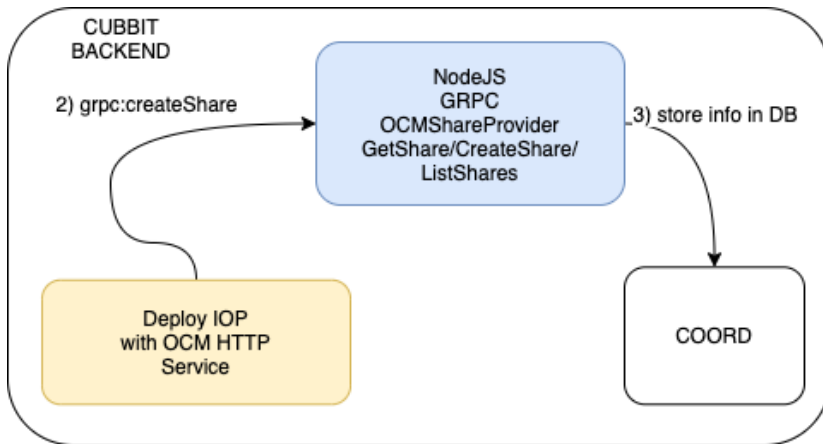 CUBBIT
BACKEND
2) grpc:createShare
NodeJS
GRPC
OCMShareProvider
GetShare/CreateShare/
ListShares
3) store info in DB
Deploy IOP
with OCM HTTP
Service
COORD